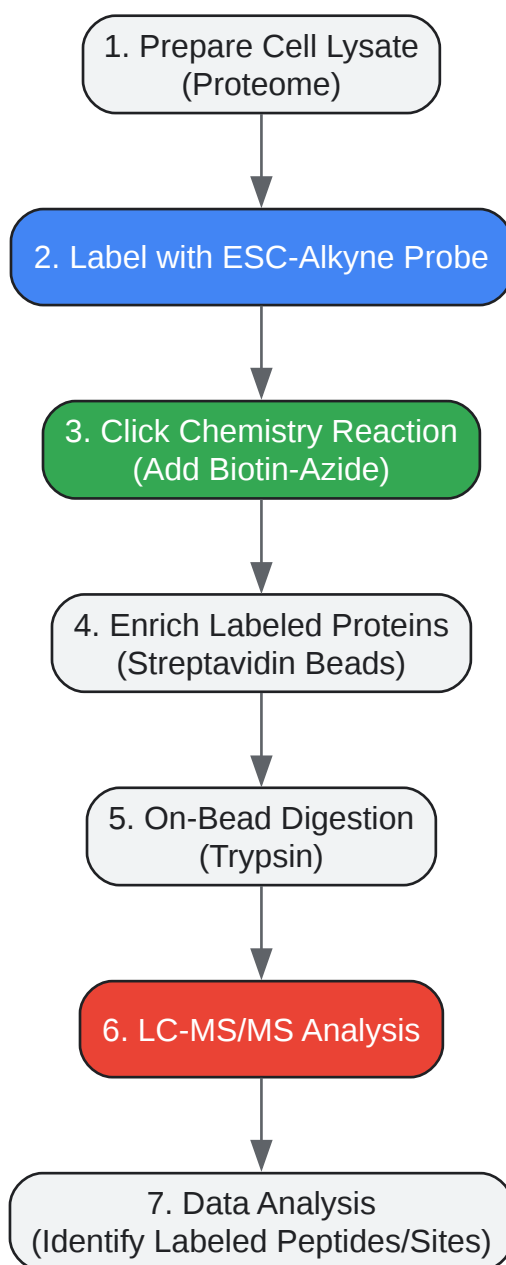 1. Prepare Cell Lysate
(Proteome)
2. Label with ESC-Alkyne Probe
3. Click Chemistry Reaction
(Add Biotin-Azide)
4. Enrich Labeled Proteins
(Streptavidin Beads)
5. On-Bead Digestion
(Trypsin)
6. LC-MS/MS Analysis
7. Data Analysis
(Identify Labeled Peptides/Sites)